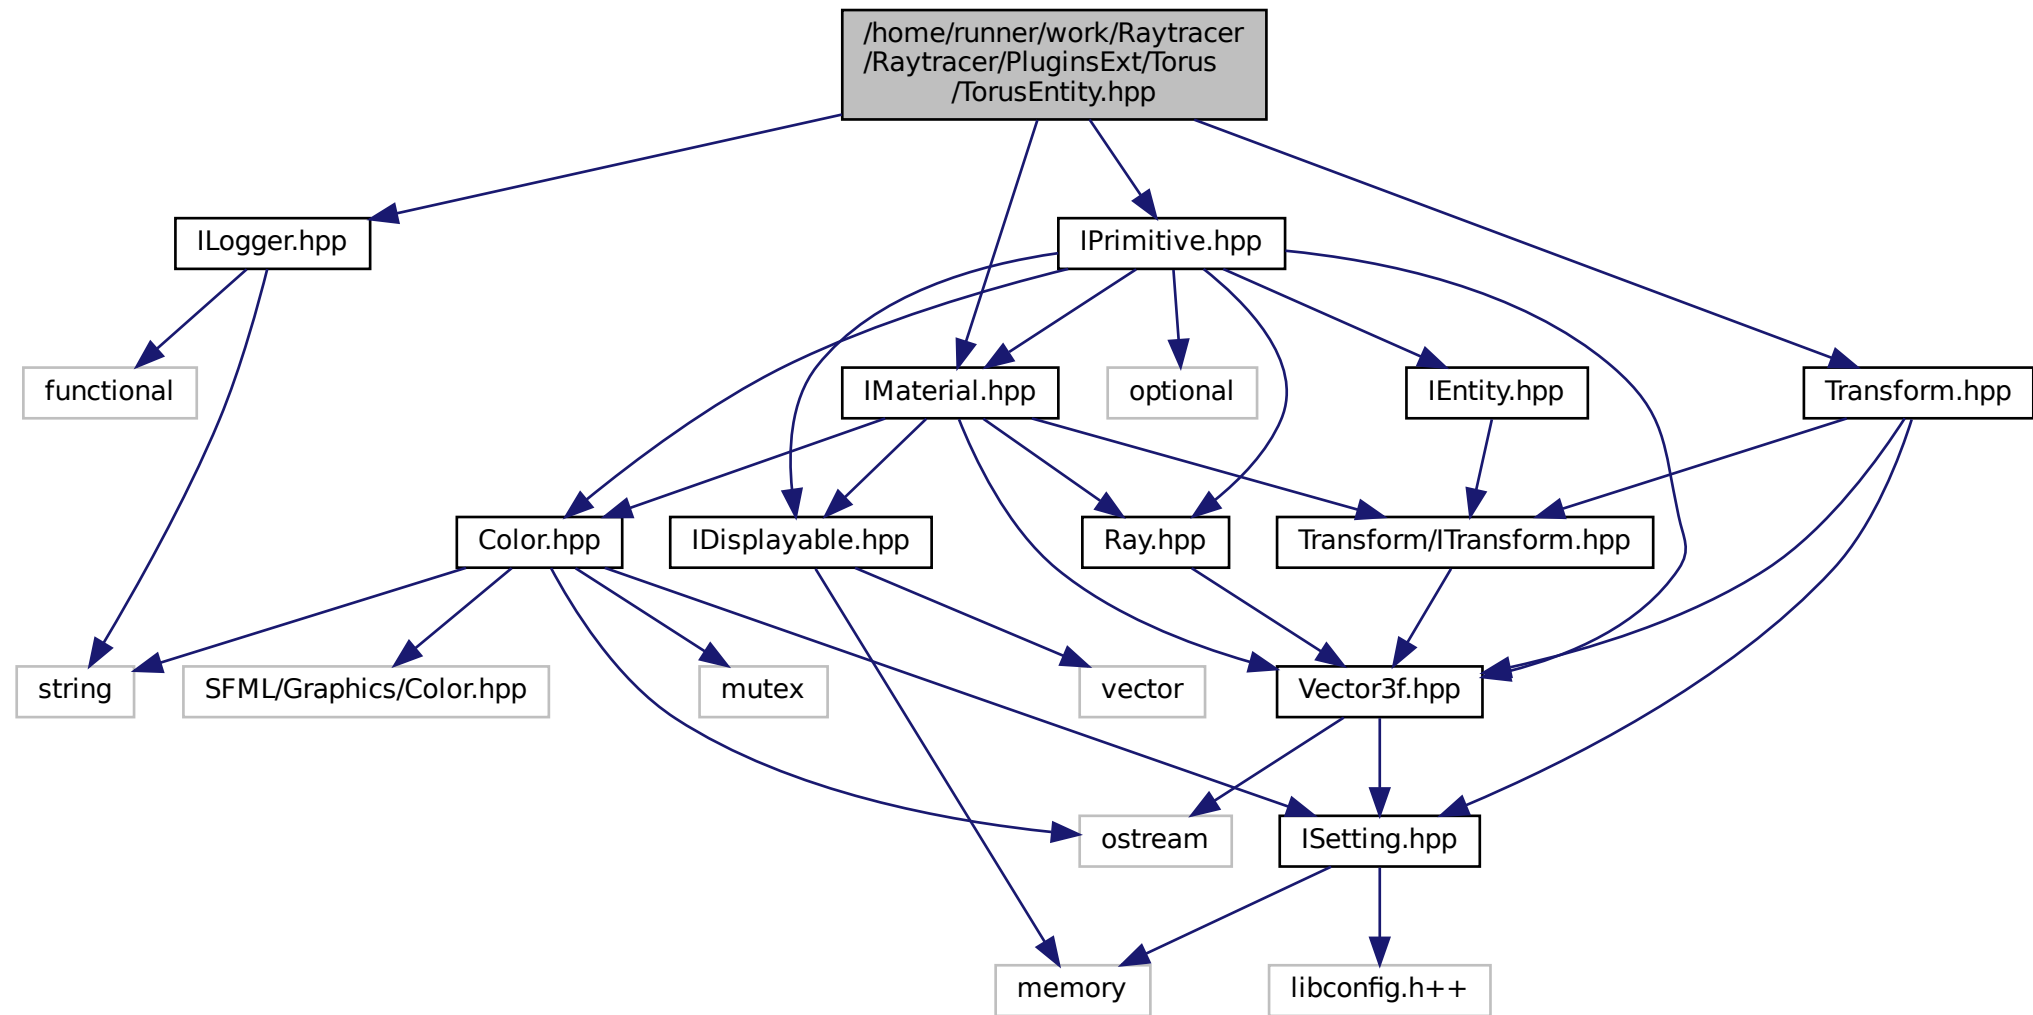 /home/runner/work/Raytracer
/Raytracer/PluginsExt/Torus
/TorusEntity.hpp
ILogger.hpp
IPrimitive.hpp
functional
IMaterial.hpp
optional
IEntity.hpp
Transform.hpp
Color.hpp
IDisplayable.hpp
Ray.hpp
Transform/ITransform.hpp
string
SFML/Graphics/Color.hpp
mutex
vector
Vector3f.hpp
ostream
ISetting.hpp
memory
libconfig.h++